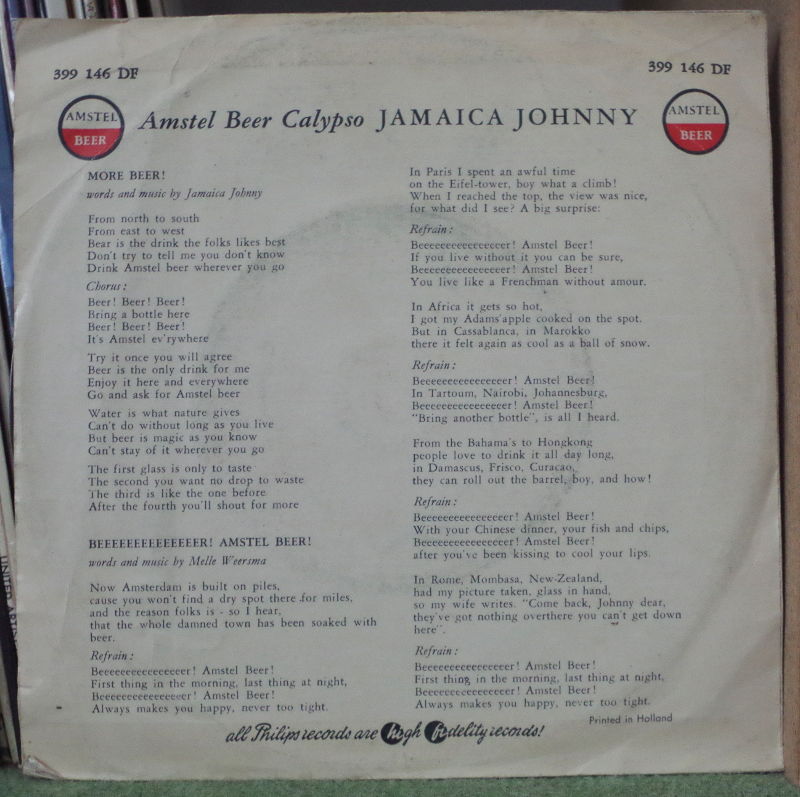 399 146 DF
399 146 DF
AMSTEL
BEER
Amstel Beer Calypso JAMAICA JOHNNY
AMSTEL
BEER
MORE BEER!
words and music by Jamaica Johnny
From north to south
From east to west
Bear is the drink the folks likes best
Don't try to tell me you don't know
Drink Amstel beer wherever you go
Chorus:
Beer! Beer! Beer!
Bring a bottle here
Beer! Beer! Beer!
It's Amstel ev'rywhere
Try it once you will agree
Beer is the only drink for me
Enjoy it here and everywhere
Go and ask for Amstel beer
Water is what nature gives
Can't do without long as you live
But beer is magic as you know
Can't stay of it wherever you go
The first glass is only to taste
The second you want no drop to waste
The third is like the one before
After the fourth you'll shout for more
BEEEEEEEEEEEEEER! AMSTEL BEER!
words and music by Melle Weersma
Now Amsterdam is built on piles,
cause you won't find a dry spot there for miles,
and the reason folks is - so I hear,
that the whole damned town has been soaked with
beer.
Refrain:
Beeeeeeeeeeeeeeeer! Amstel Beer!
First thing in the morning, last thing at night,
Beeeeeeeeeeeeeeeer! Amstel Beer!
Always makes you happy, never too tight.
In Paris I spent an awful time
on the Eifel-tower, boy what a climb!
When I reached the top, the view was nice,
for what did I see? A big surprise:
Refrain:
Beeeeeeeeeeeeeeeer! Amstel Beer!
If you live without it you can be sure,
Beeeeeeeeeeeeeeeer! Amstel Beer!
You live like a Frenchman without amour.
In Africa it gets so hot,
I got my Adams'apple cooked on the spot.
But in Cassablanca, in Marokko
there it felt again as cool as a ball of snow.
Refrain:
Beeeeeeeeeeeeeeeer! Amstel Beer!
In Tartoum, Nairobi, Johannesburg,
Beeeeeeeeeeeeeeeer! Amstel Beer!
"Bring another bottle", is all I heard.
From the Bahama's to Hongkong
people love to drink it all day long,
in Damascus, Frisco, Curacao,
they can roll out the barrel, boy, and how!
Refrain:
Beeeeeeeeeeeeeeeer! Amstel Beer!
With your Chinese dinner, your fish and chips,
Beeeeeeeeeeeeeeeer! Amstel Beer!
after you've been kissing to cool your lips.
In Rome, Mombasa, New-Zealand,
had my picture taken, glass in hand,
so my wife writes. "Come back, Johnny dear,
they've got nothing overthere you can't get down
here".
Refrain:
Beeeeeeeeeeeeeeeer! Amstel Beer!
First thing in the morning, last thing at night,
Beeeeeeeeeeeeeeeer! Amstel Beer!
Always makes you happy, never too tight.
Printed in Holland
all Philips records are high fidelity records!